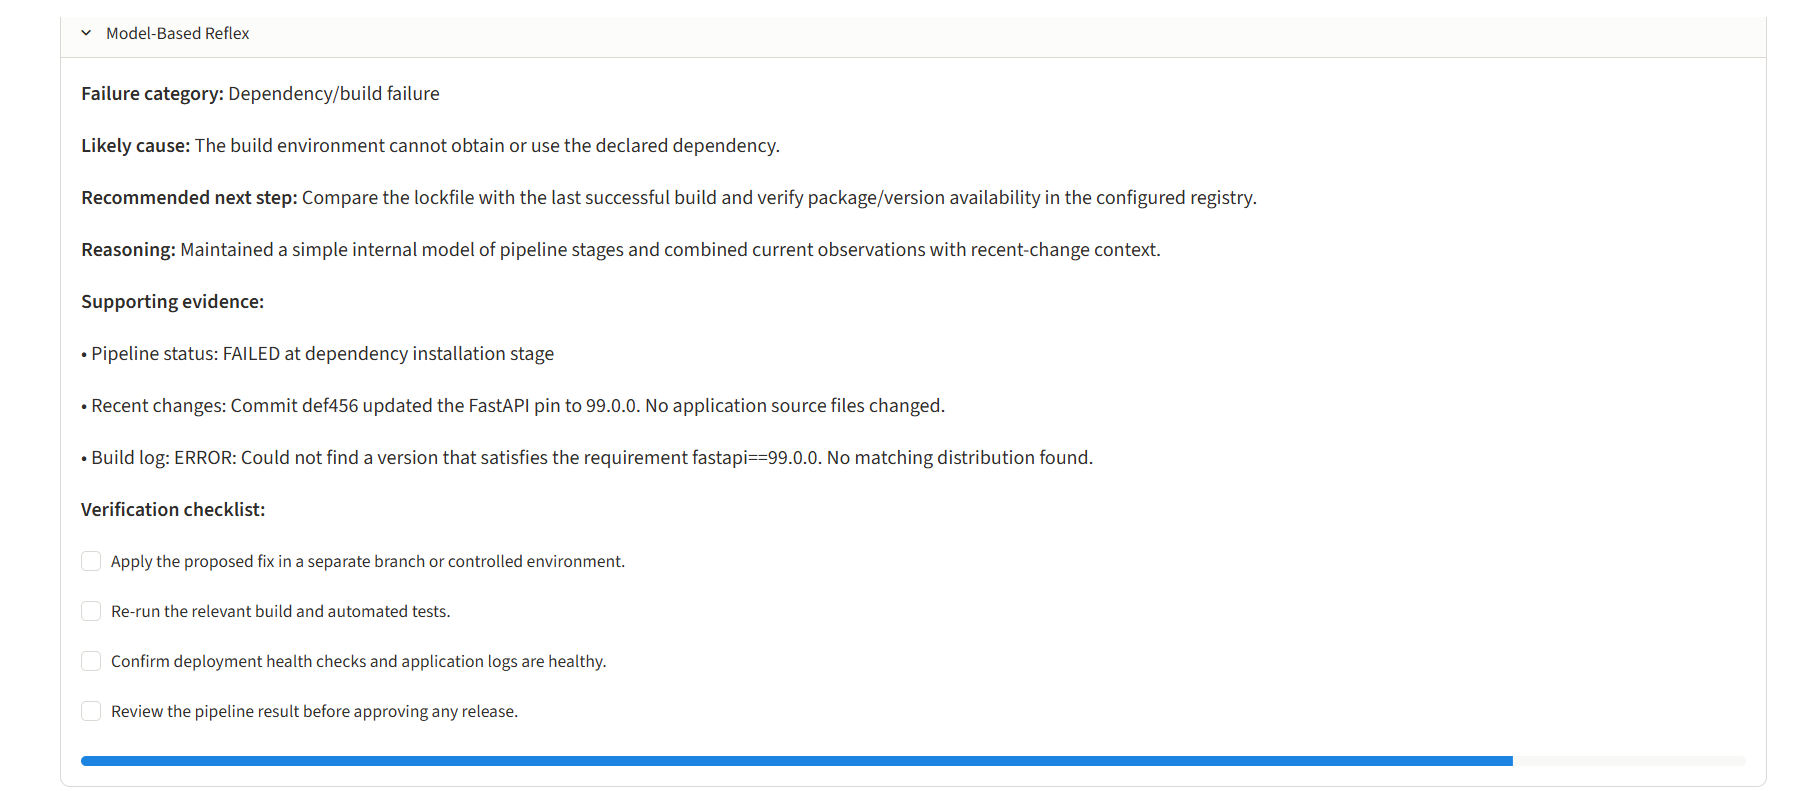 Model-Based Reflex
Failure category: Dependency/build failure
Likely cause: The build environment cannot obtain or use the declared dependency.
Recommended next step: Compare the lockfile with the last successful build and verify package/version availability in the configured registry.
Reasoning: Maintained a simple internal model of pipeline stages and combined current observations with recent-change context.
Supporting evidence:
• Pipeline status: FAILED at dependency installation stage
• Recent changes: Commit def456 updated the FastAPI pin to 99.0.0. No application source files changed.
• Build log: ERROR: Could not find a version that satisfies the requirement fastapi==99.0.0. No matching distribution found.
Verification checklist:
Apply the proposed fix in a separate branch or controlled environment.
Re-run the relevant build and automated tests.
Confirm deployment health checks and application logs are healthy.
Review the pipeline result before approving any release.